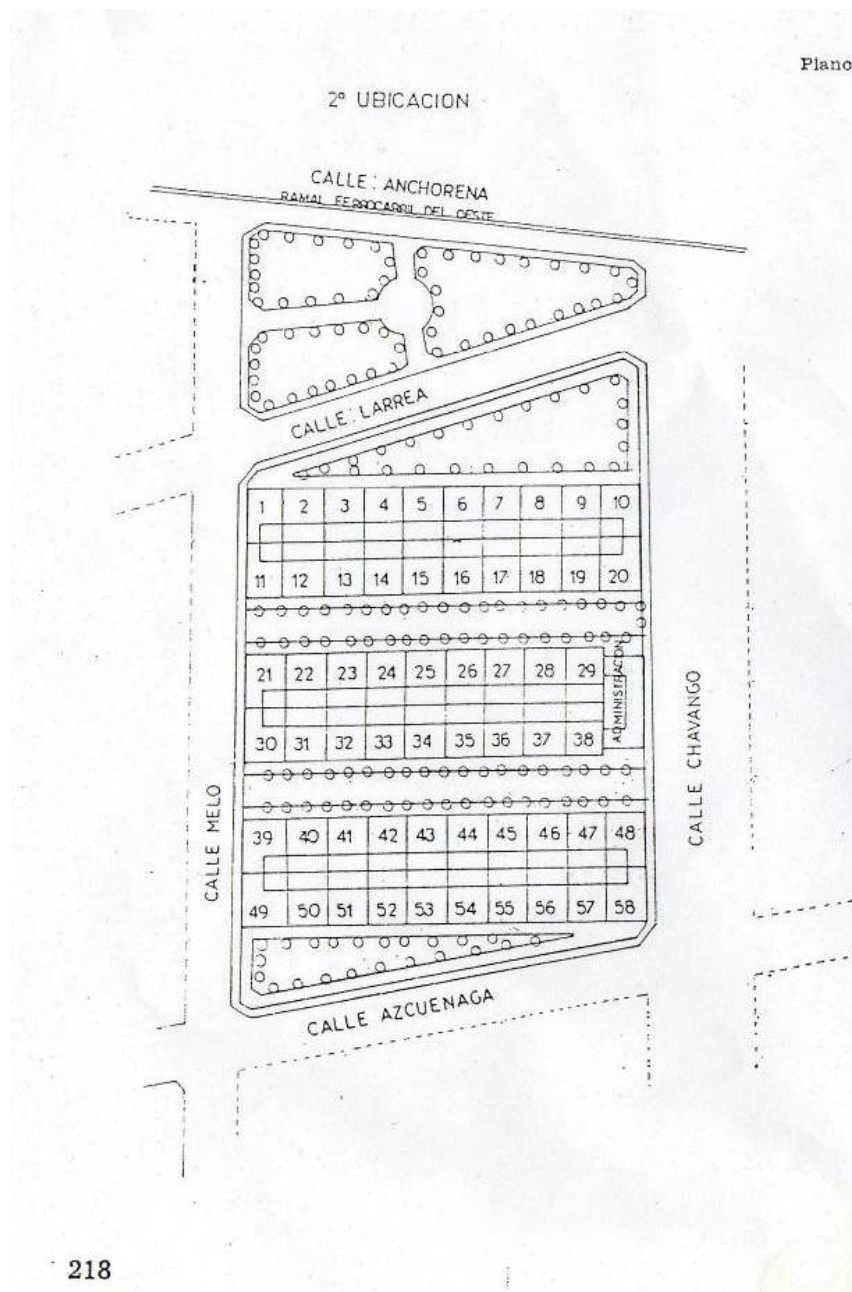 Plano
2º UBICACION
CALLE: ANCHORENA
RAMAL FERROCARRIL DEL OESTE
CALLE: LARREA
1 2 3 4 5 6 7 8 9 10
11 12 13 14 15 16 17 18 19 20
21 22 23 24 25 26 27 28 29
ADMINISTRACION
30 31 32 33 34 35 36 37 38
CALLE CHAVANGO
CALLE MELO
39 40 41 42 43 44 45 46 47 48
49 50 51 52 53 54 55 56 57 58
CALLE AZCUENAGA
218